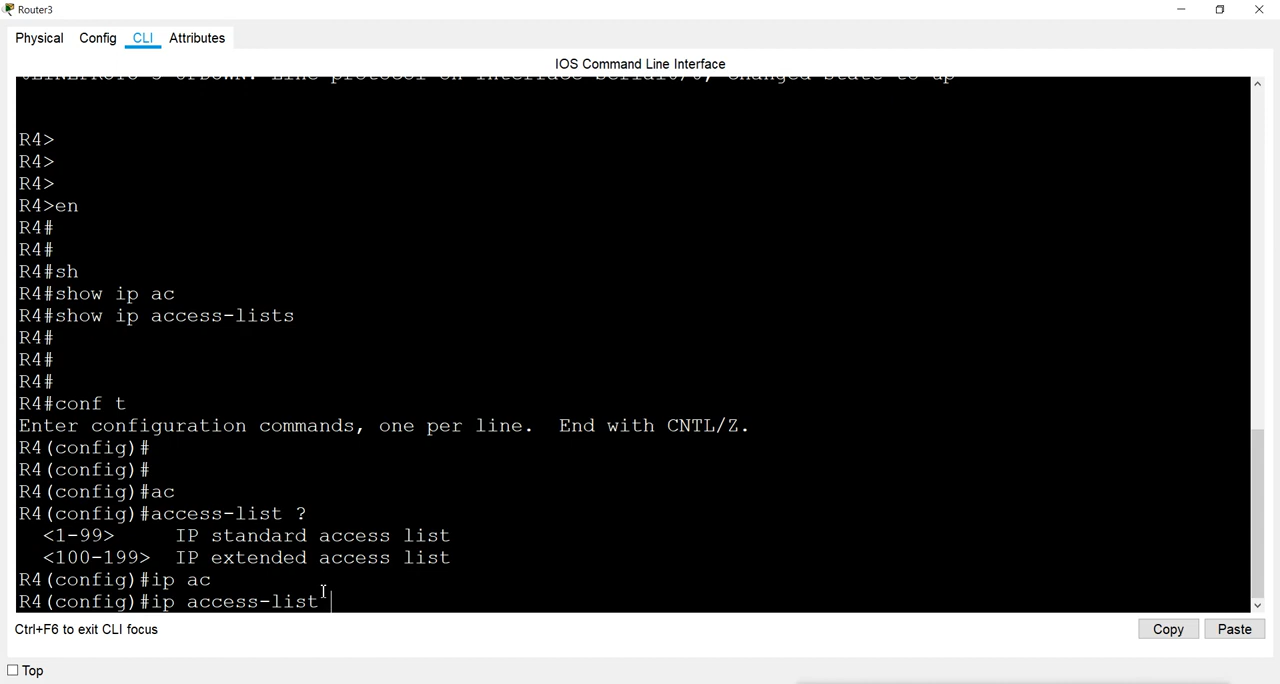 Router3
Physical Config CLI Attributes
IOS Command Line Interface
R4>
R4>
R4>
R4>en
R4#
R4#
R4#sh
R4#show ip ac
R4#show ip access-lists
R4#
R4#
R4#
R4#conf t
Enter configuration commands, one per line.  End with CNTL/Z.
R4(config)#
R4(config)#
R4(config)#ac
R4(config)#access-list ?
  <1-99>     IP standard access list
  <100-199>  IP extended access list
R4(config)#ip ac
R4(config)#ip access-list
Ctrl+F6 to exit CLI focus
Copy Paste
Top